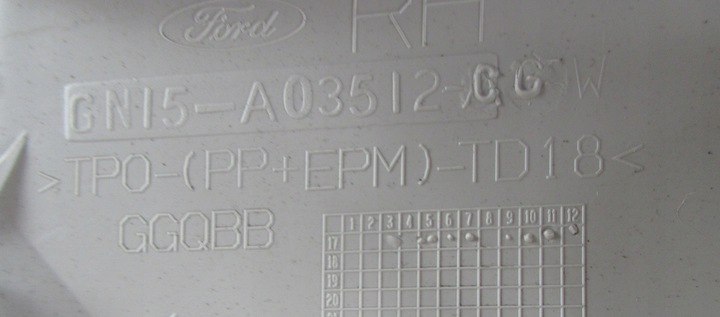 Ford RH
GN15-A03512- CG W
>TPO-(PP+EPM)-TD18<
GGQBB
1 2 3 4 5 6 7 8 9 10 11 12
17
18
19
20